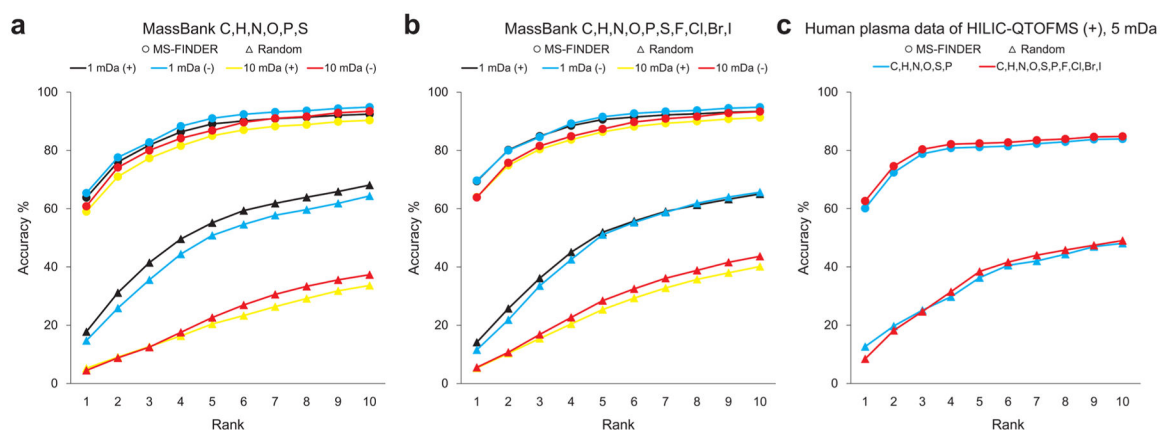 a
MassBank C,H,N,O,P,S
MS-FINDER Random
1 mDa (+) 1 mDa (-) 10 mDa (+) 10 mDa (-)
Accuracy %
100
80
60
40
20
0
1 2 3 4 5 6 7 8 9 10
Rank
b
MassBank C,H,N,O,P,S,F,Cl,Br,I
MS-FINDER Random
1 mDa (+) 1 mDa (-) 10 mDa (+) 10 mDa (-)
Accuracy %
100
80
60
40
20
0
1 2 3 4 5 6 7 8 9 10
Rank
c
Human plasma data of HILIC-QTOFMS (+), 5 mDa
MS-FINDER Random
C,H,N,O,S,P C,H,N,O,S,P,F,Cl,Br,I
Accuracy %
100
80
60
40
20
0
1 2 3 4 5 6 7 8 9 10
Rank